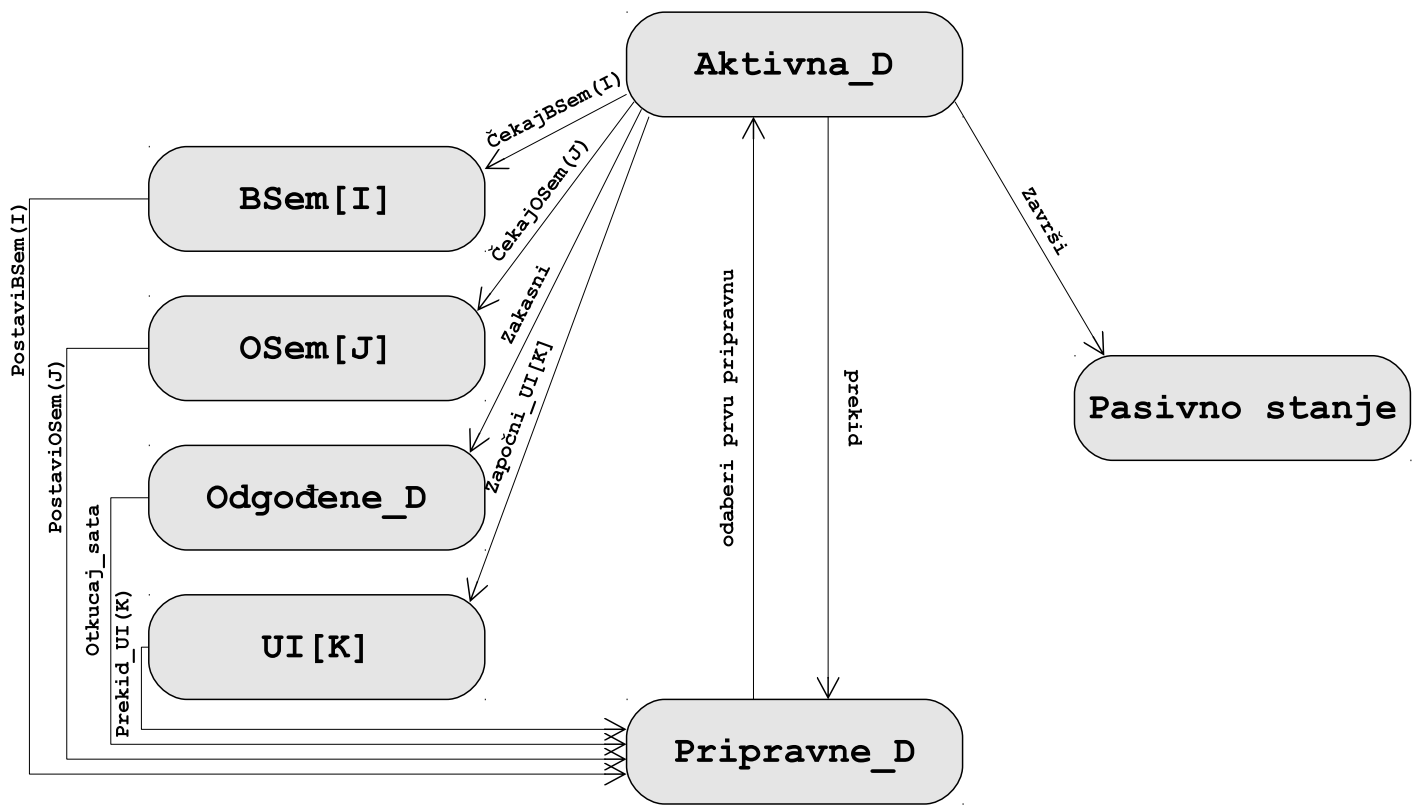 Aktivna_D
ČekajBSem(I)
BSem[I]
ČekajOSem(J)
Završi
PostaviBSem(I)
OSem[J]
Zakasni
odaberi prvu pripravnu
prekid
Pasivno stanje
PostaviOSem(J)
Započni_UI[K]
Odgođene_D
Otkucaj_sata
UI[K]
Prekid_UI(K)
Pripravne_D